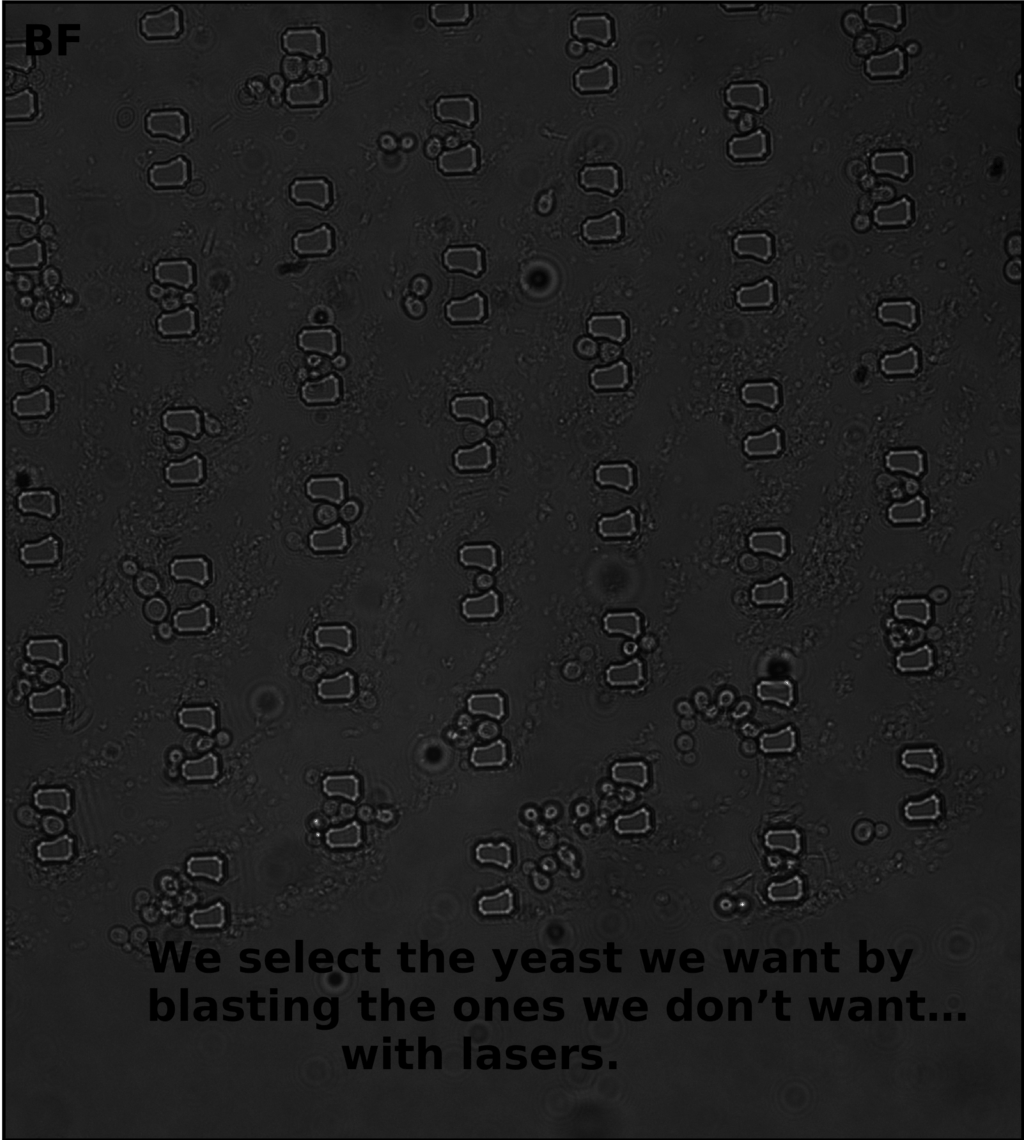 BF
We select the yeast we want by
blasting the ones we don’t want…
with lasers.